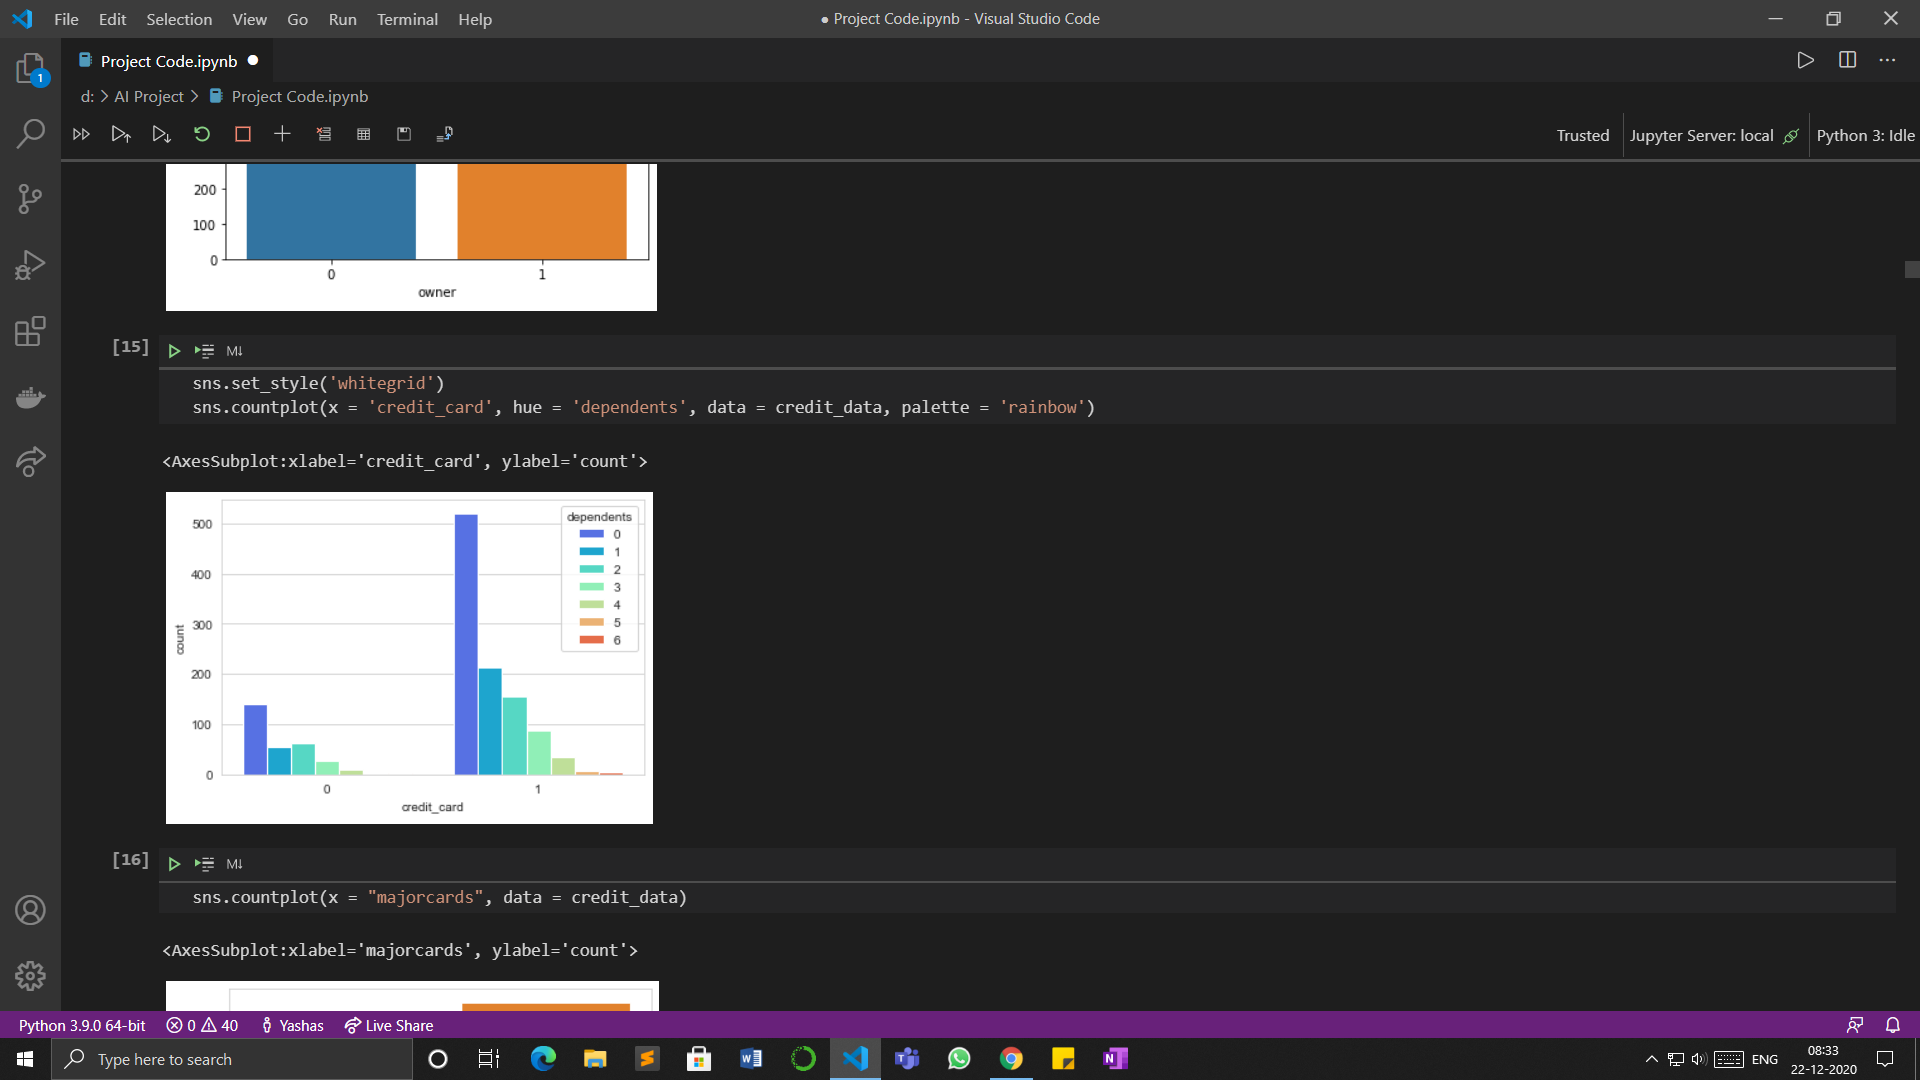 File Edit Selection View Go Run Terminal Help
● Project Code.ipynb - Visual Studio Code
1
Project Code.ipynb ●
d: > AI Project > Project Code.ipynb
Trusted Jupyter Server: local Python 3: Idle
200
100
0
0 1
owner
[15]
M↓
sns.set_style('whitegrid')
sns.countplot(x = 'credit_card', hue = 'dependents', data = credit_data, palette = 'rainbow')
<AxesSubplot:xlabel='credit_card', ylabel='count'>
dependents
0
1
2
3
4
5
6
500
400
300
200
100
0
count
0 1
credit_card
[16]
M↓
sns.countplot(x = "majorcards", data = credit_data)
<AxesSubplot:xlabel='majorcards', ylabel='count'>
Python 3.9.0 64-bit 0 40 Yashas Live Share
Type here to search
ENG
08:33
22-12-2020